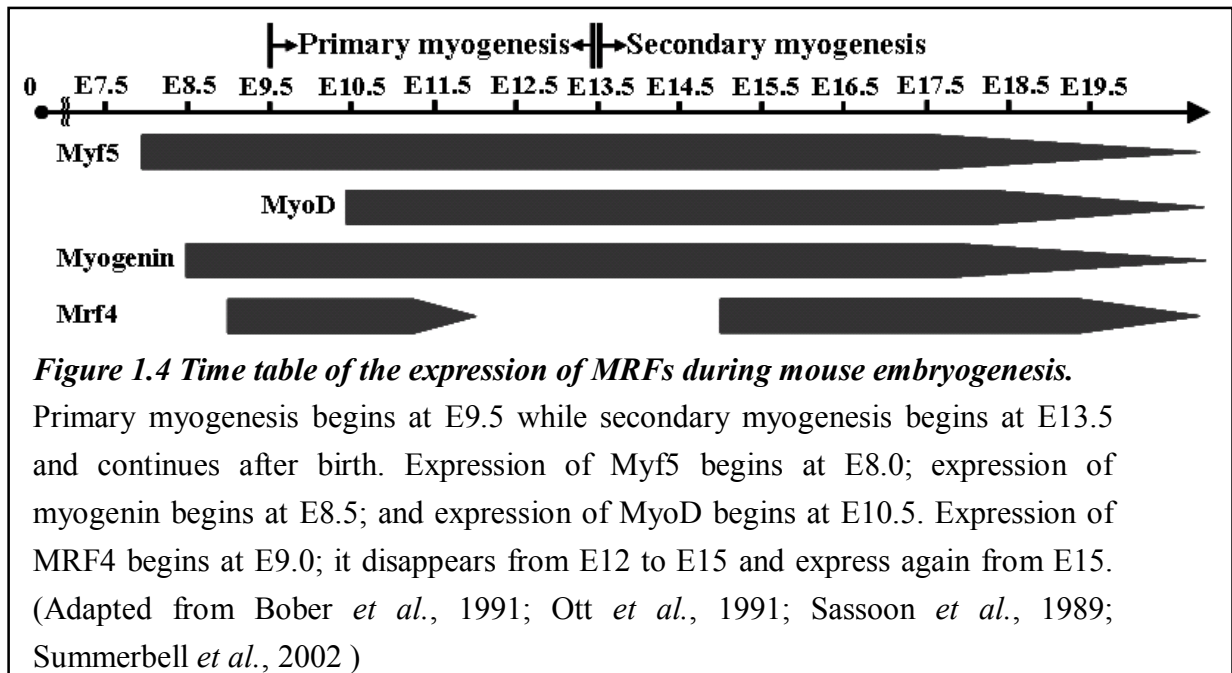 Primary myogenesis Secondary myogenesis
0 E7.5 E8.5 E9.5 E10.5 E11.5 E12.5 E13.5 E14.5 E15.5 E16.5 E17.5 E18.5 E19.5
Myf5
MyoD
Myogenin
Mrf4
Figure 1.4 Time table of the expression of MRFs during mouse embryogenesis.
Primary myogenesis begins at E9.5 while secondary myogenesis begins at E13.5
and continues after birth. Expression of Myf5 begins at E8.0; expression of
myogenin begins at E8.5; and expression of MyoD begins at E10.5. Expression of
MRF4 begins at E9.0; it disappears from E12 to E15 and express again from E15.
(Adapted from Bober et al., 1991; Ott et al., 1991; Sassoon et al., 1989;
Summerbell et al., 2002 )